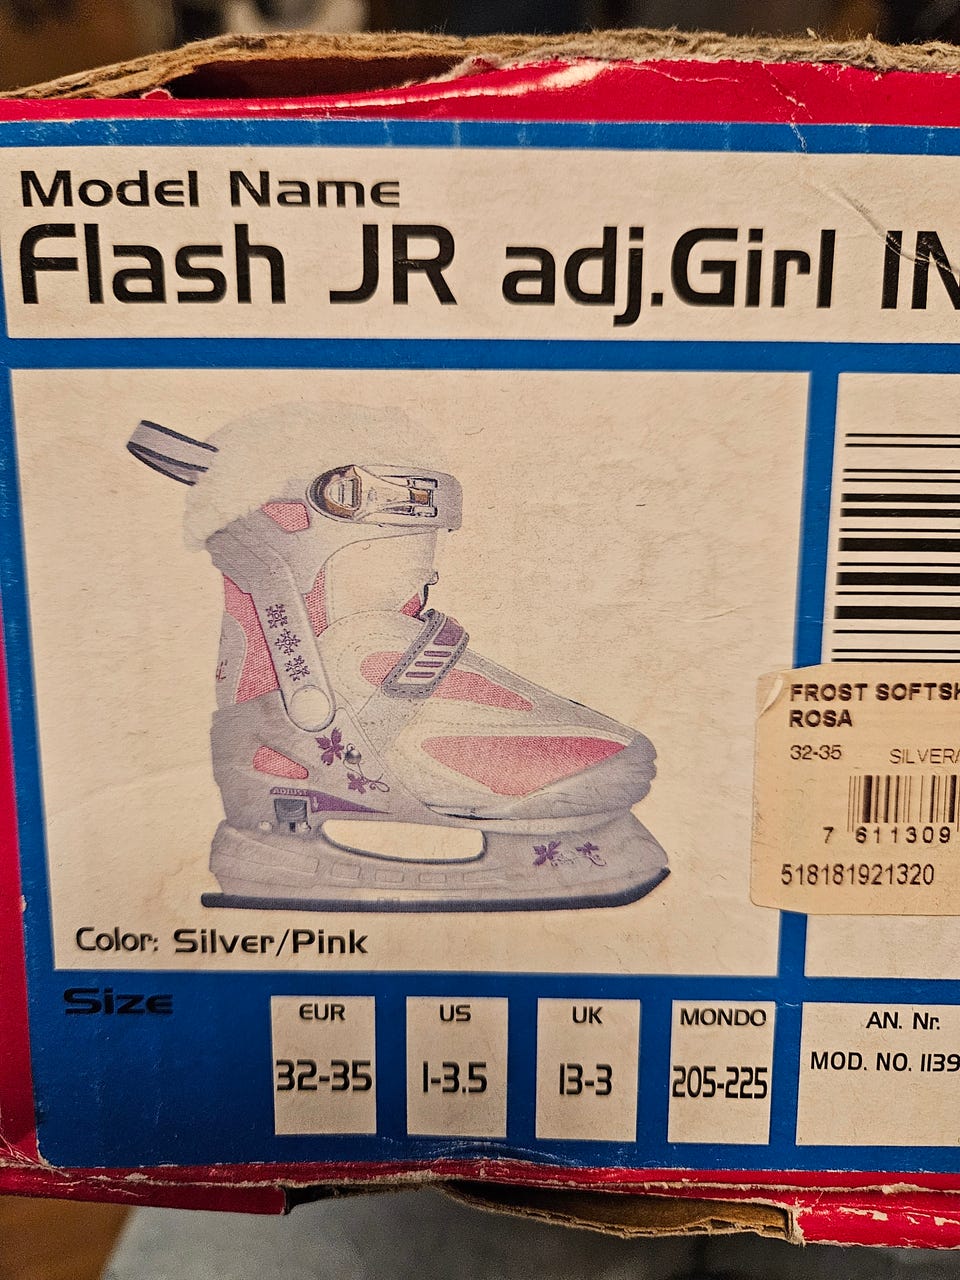 Model Name
Flash JR adj.Girl IN
Color: Silver/Pink
FROST SOFTSK
ROSA
32-35 SILVER/
7 611309
518181921320
Size
EUR US UK MONDO
32-35 1-3.5 13-3 205-225
AN. Nr.
MOD. NO. 1139
ADJUST